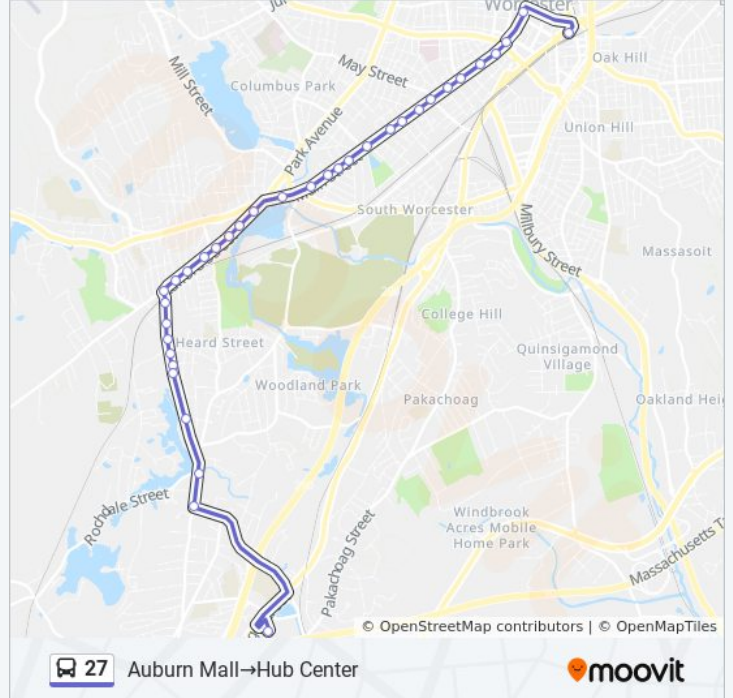 Worcester
Oak Hill
May Street
Mill Street
Columbus Park
Park Avenue
Union Hill
South Worcester
Millbury Street
Massasoit
College Hill
Heard Street
Quinsigamond
Village
Woodland Park
Pakachoag
Oakland Hei
Rochdale Street
Windbrook
Acres Mobile
Home Park
Pakachoag Street
Massachusetts T
© OpenStreetMap contributors | © OpenMapTiles
27 Auburn Mall→Hub Center
moovit